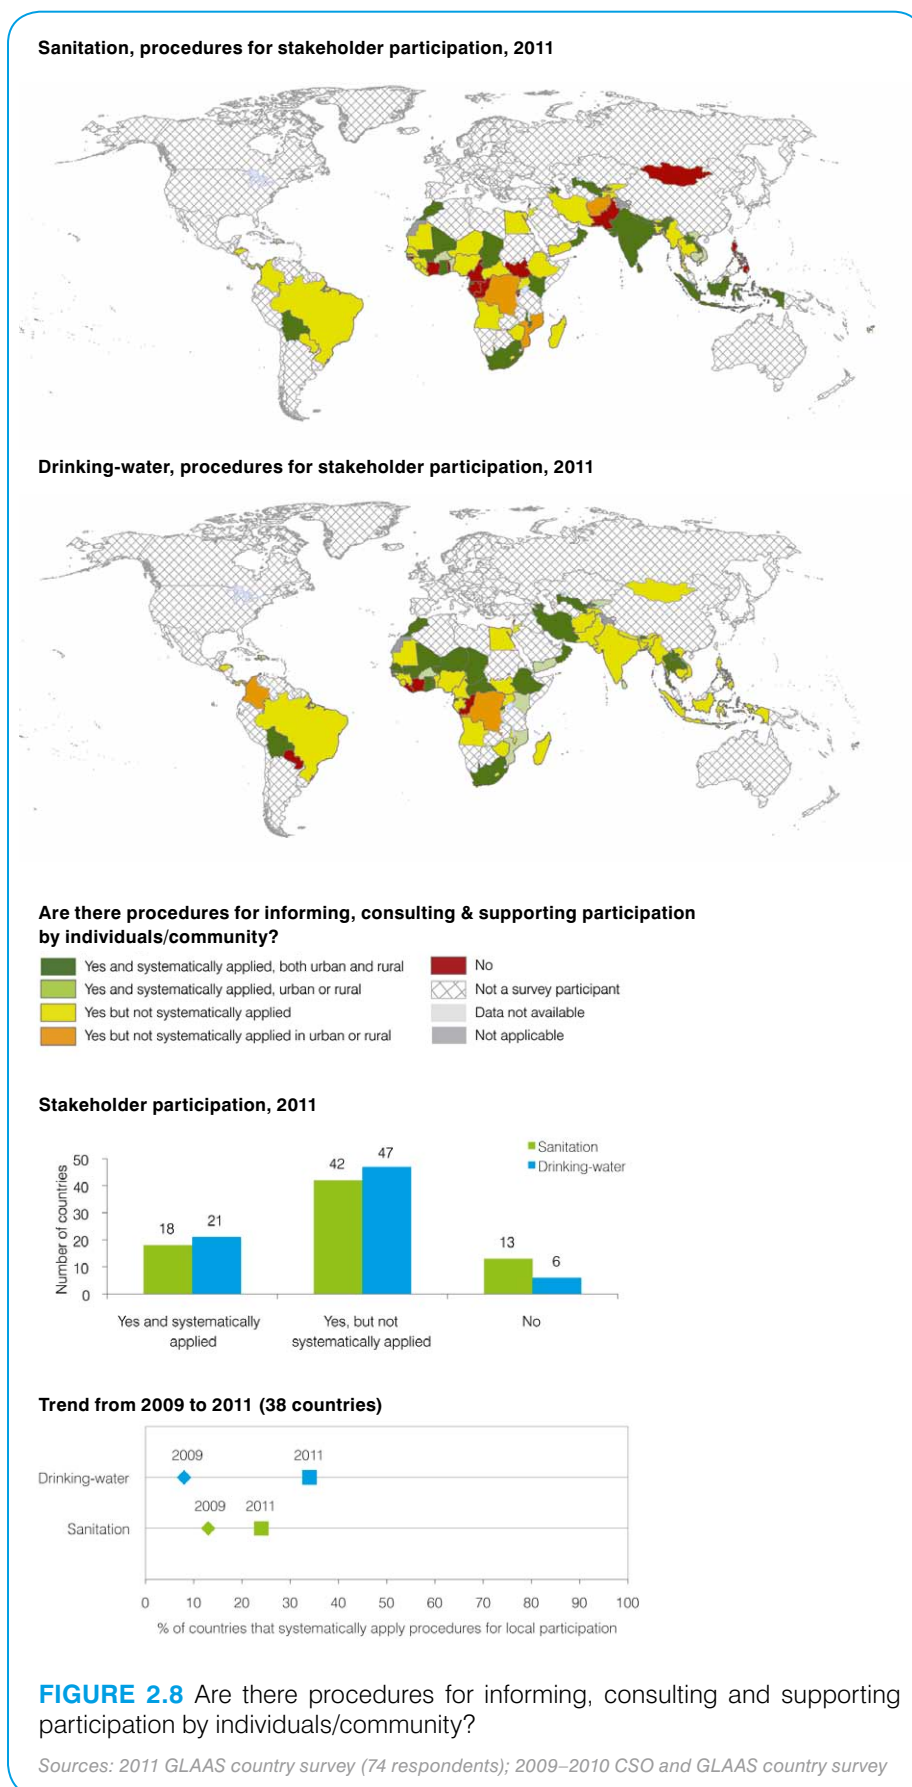 Sanitation, procedures for stakeholder participation, 2011
Drinking-water, procedures for stakeholder participation, 2011
Are there procedures for informing, consulting & supporting participation
by individuals/community?
Yes and systematically applied, both urban and rural
Yes and systematically applied, urban or rural
Yes but not systematically applied
Yes but not systematically applied in urban or rural
No
Not a survey participant
Data not available
Not applicable
Stakeholder participation, 2011
Number of countries
50
40
30
20
10
0
18
21
42
47
13
6
Sanitation
Drinking-water
Yes and systematically
applied
Yes, but not
systematically applied
No
Trend from 2009 to 2011 (38 countries)
2009
2011
Drinking-water
2009
2011
Sanitation
0 10 20 30 40 50 60 70 80 90 100
% of countries that systematically apply procedures for local participation
FIGURE 2.8 Are there procedures for informing, consulting and supporting
participation by individuals/community?
Sources: 2011 GLAAS country survey (74 respondents); 2009–2010 CSO and GLAAS country survey